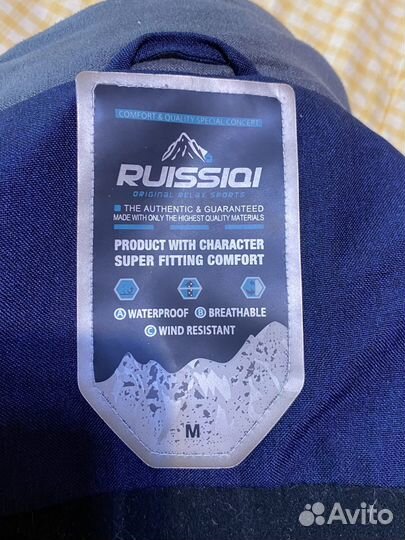 COMFORT & QUALITY SPECIAL CONCEPT
RUISSIQI
ORIGINAL RELAX SPORTS
THE AUTHENTIC & GUARANTEED
MADE WITH ONLY THE HIGHEST QUALITY MATERIALS
PRODUCT WITH CHARACTER
SUPER FITTING COMFORT
A WATERPROOF B BREATHABLE
C WIND RESISTANT
M
Avito